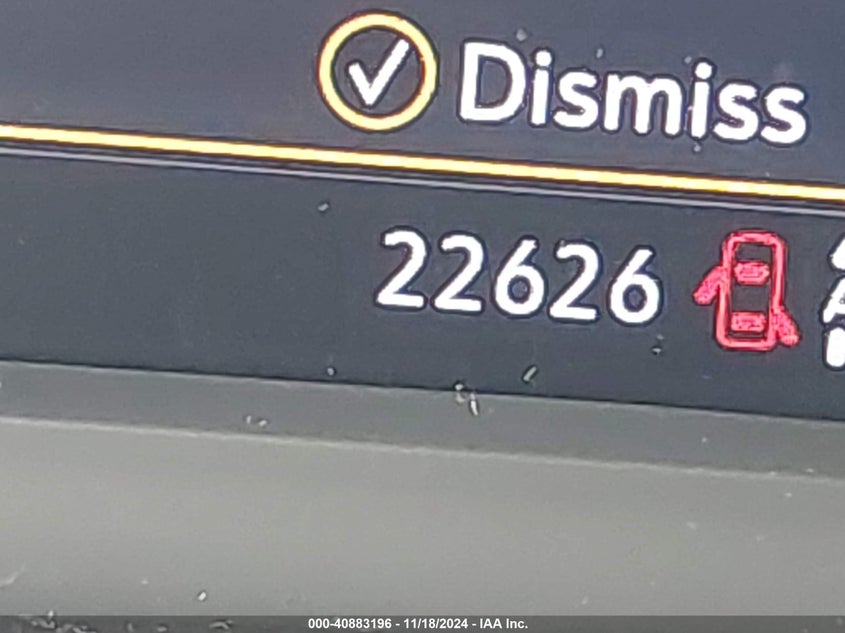 Dismiss
22626
000-40883196 - 11/18/2024 - IAA Inc.